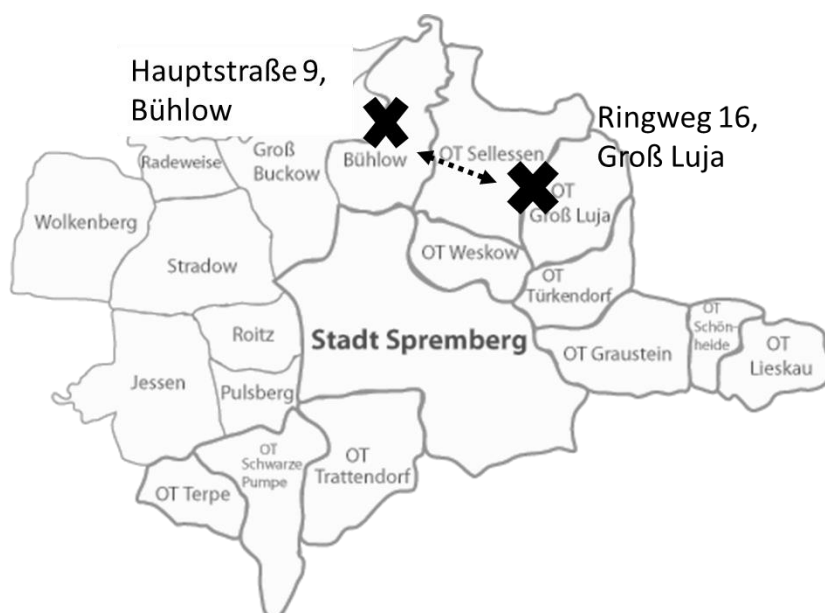 Hauptstraße 9,
Bühlow
Ringweg 16,
Groß Luja
Radeweise
Groß
Buckow
Bühlow
OT Sellessen
OT
Groß Luja
Wolkenberg
Stradow
OT Weskow
OT
Türkendorf
Roitz
Stadt Spremberg
OT
Schön-
heide
OT Graustein
OT
Lieskau
Jessen
Pulsberg
OT
Schwarze
Pumpe
OT
Trattendorf
OT Terpe